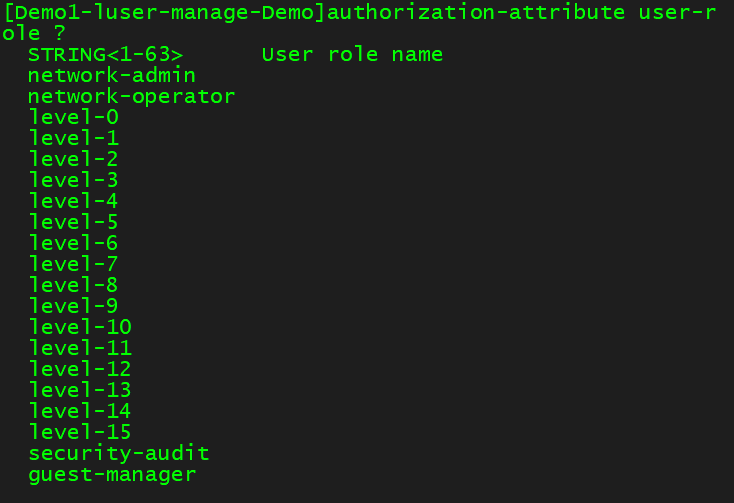 [Demo1-luser-manage-Demo]authorization-attribute user-r
ole ?
  STRING<1-63>      User role name
  network-admin
  network-operator
  level-0
  level-1
  level-2
  level-3
  level-4
  level-5
  level-6
  level-7
  level-8
  level-9
  level-10
  level-11
  level-12
  level-13
  level-14
  level-15
  security-audit
  guest-manager